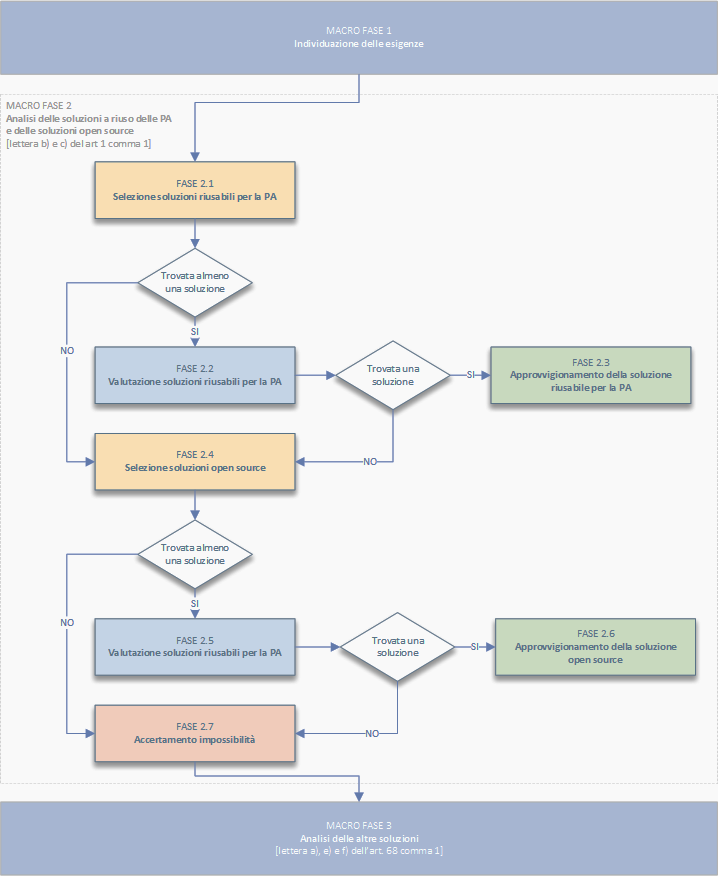 MACRO FASE 1
Individuazione delle esigenze
MACRO FASE 2
Analisi delle soluzioni a riuso delle PA
e delle soluzioni open source
[lettera b) e c) del art 1 comma 1]
FASE 2.1
Selezione soluzioni riusabili per la PA
Trovata almeno
una soluzione
SI
NO
FASE 2.2
Valutazione soluzioni riusabili per la PA
Trovata una
soluzione
SI
FASE 2.3
Approvvigionamento della soluzione
riusabile per la PA
NO
FASE 2.4
Selezione soluzioni open source
Trovata almeno
una soluzione
SI
NO
FASE 2.5
Valutazione soluzioni riusabili per la PA
Trovata una
soluzione
SI
FASE 2.6
Approvvigionamento della soluzione
open source
NO
FASE 2.7
Accertamento impossibilità
MACRO FASE 3
Analisi delle altre soluzioni
[lettera a), e) e f) dell'art. 68 comma 1]